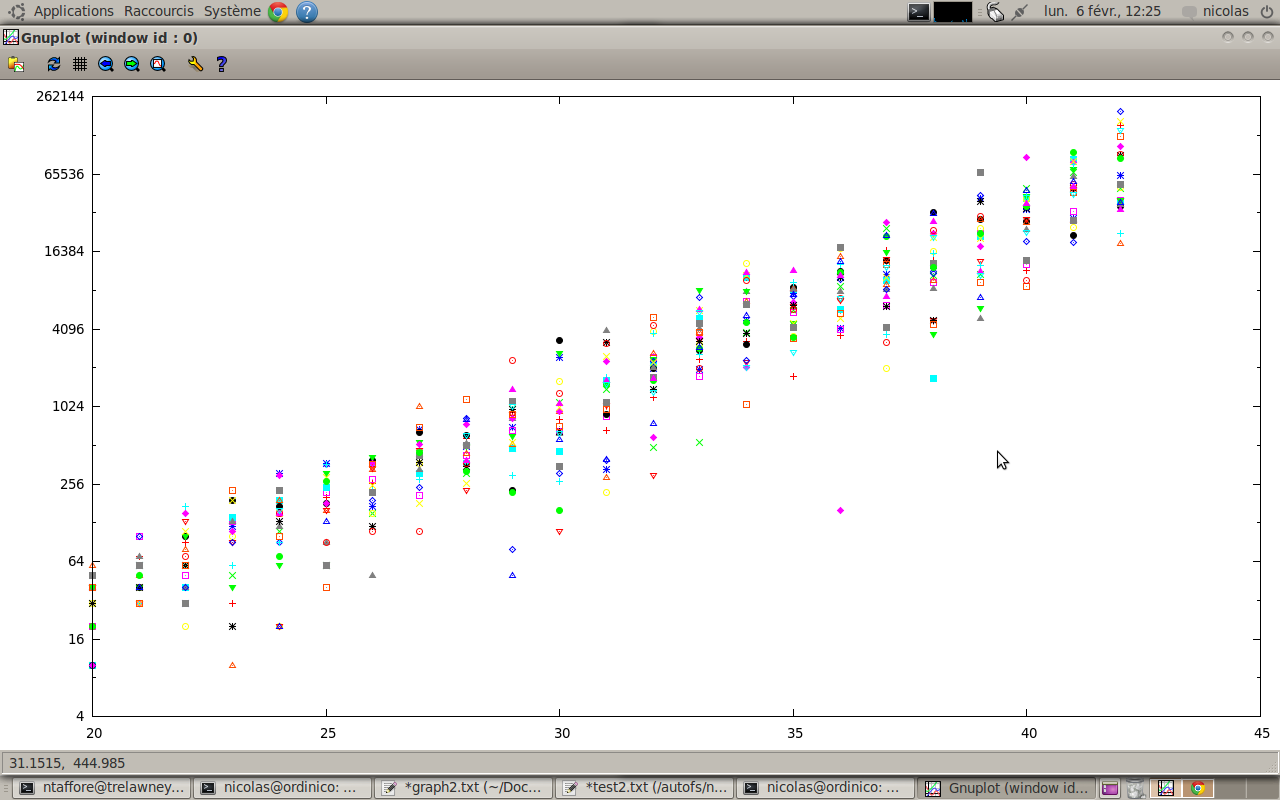 Applications Raccourcis Système ? lun. 6 févr., 12:25 nicolas
Gnuplot (window id : 0)
?
262144
65536
16384
4096
1024
256
64
16
4
20 25 30 35 40 45
31.1515, 444.985
ntaffore@trelawney... nicolas@ordinico: ... *graph2.txt (~/Doc... *test2.txt (/autofs/n... nicolas@ordinico: ... Gnuplot (window id...